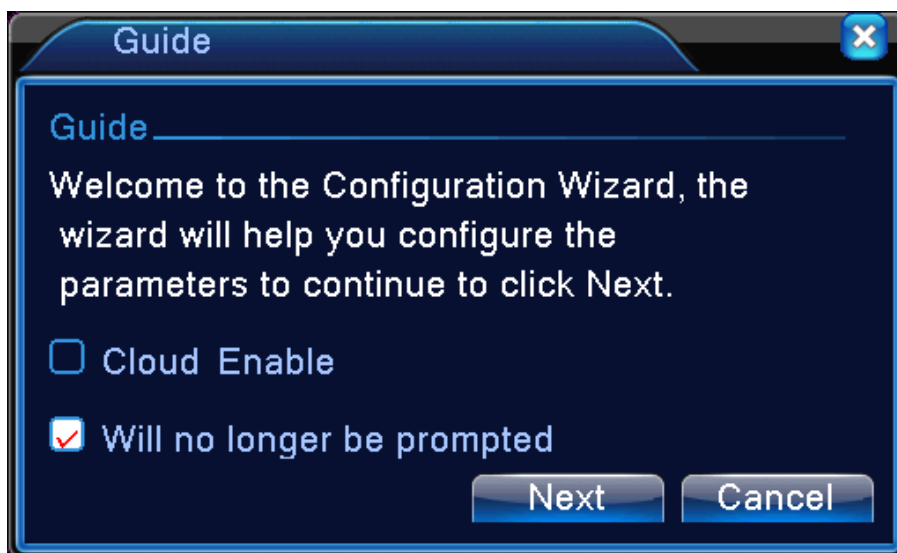 Guide
Guide
Welcome to the Configuration Wizard, the
wizard will help you configure the
parameters to continue to click Next.
Cloud Enable
Will no longer be prompted
Next Cancel